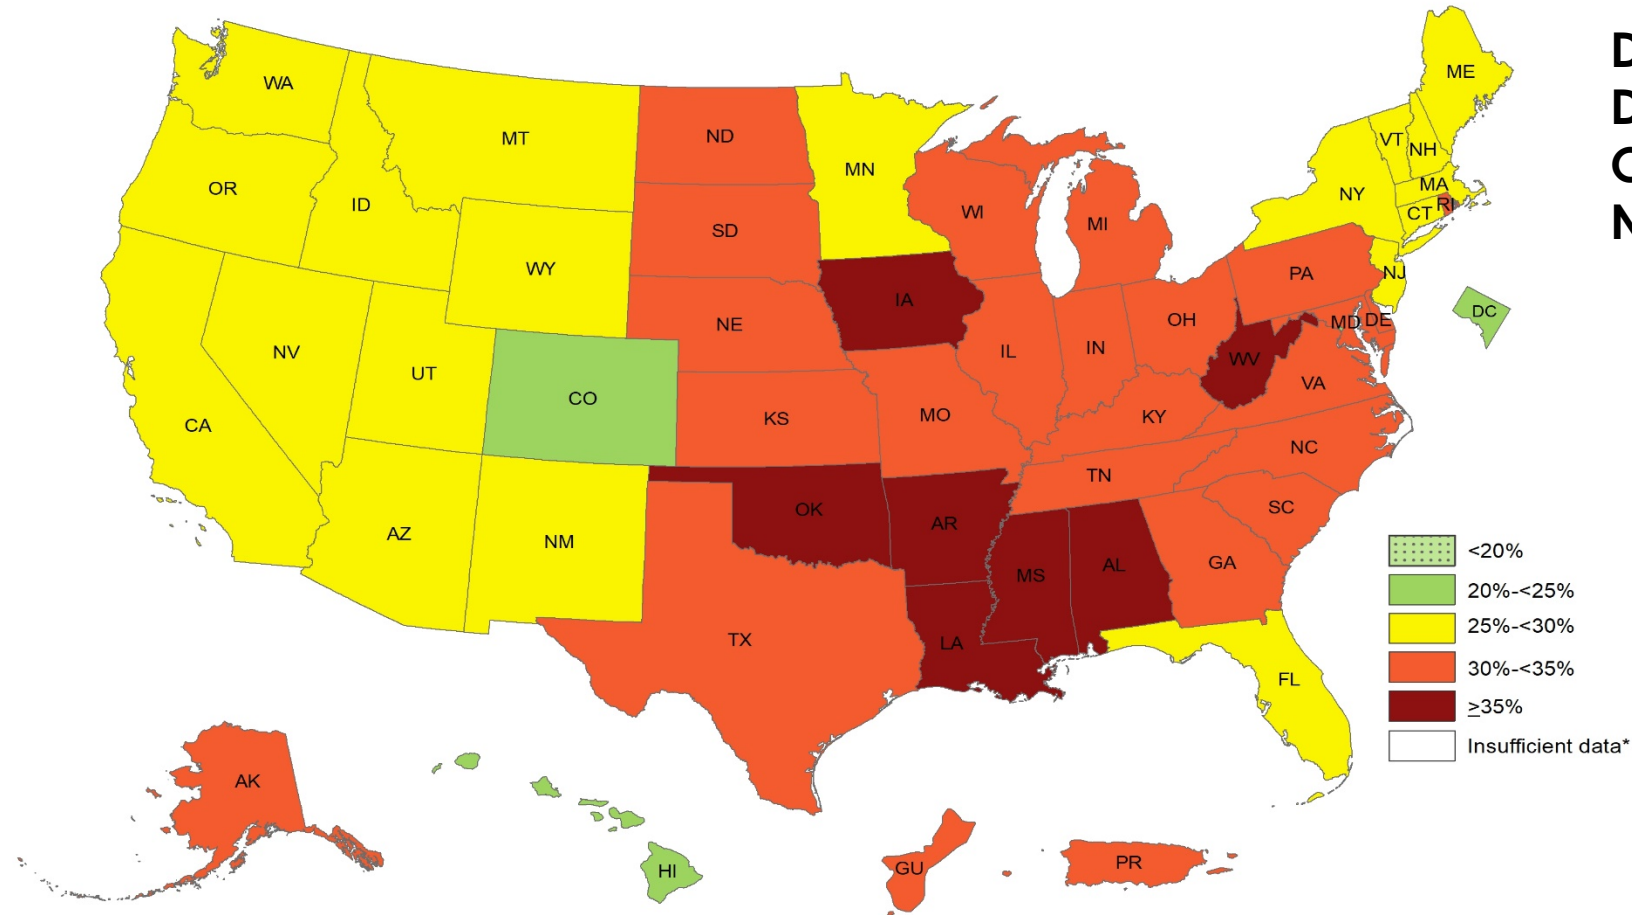 WA
ME
MT
ND
VT
NH
MN
OR
MA
ID
NY
WI
RI
CT
MI
SD
WY
PA
NJ
IA
DC
NE
OH
MD
DE
NV
IL
IN
WV
UT
VA
CO
MO
KY
KS
CA
NC
TN
SC
OK
AR
AZ
NM
<20%
GA
AL
MS
20%-<25%
25%-<30%
TX
LA
30%-<35%
FL
≥35%
Insufficient data*
AK
PR
GU
HI